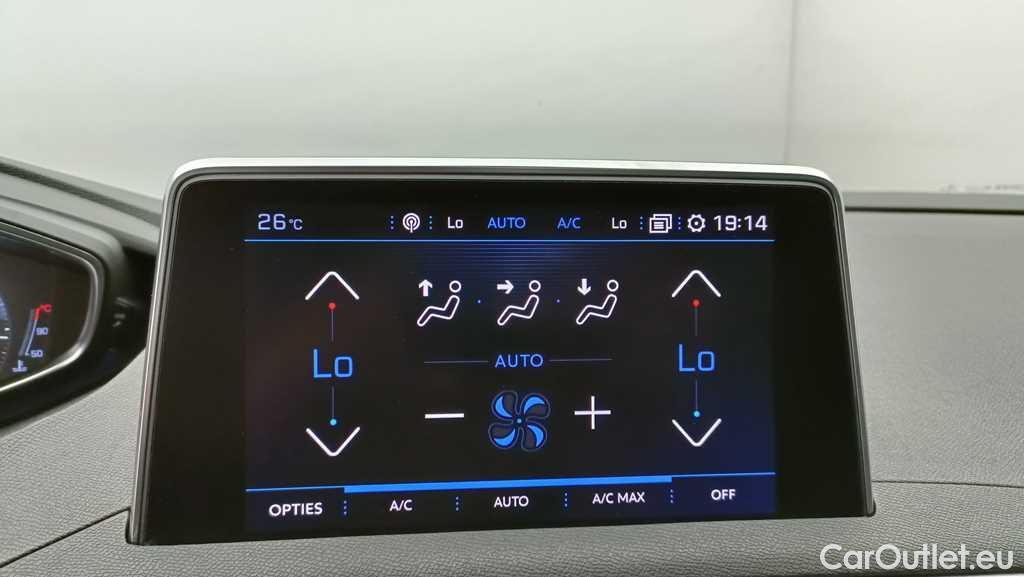 26 °C Lo AUTO A/C Lo 19:14
Lo Lo
AUTO
OPTIES A/C AUTO A/C MAX OFF
°C
90
50
CarOutlet.eu